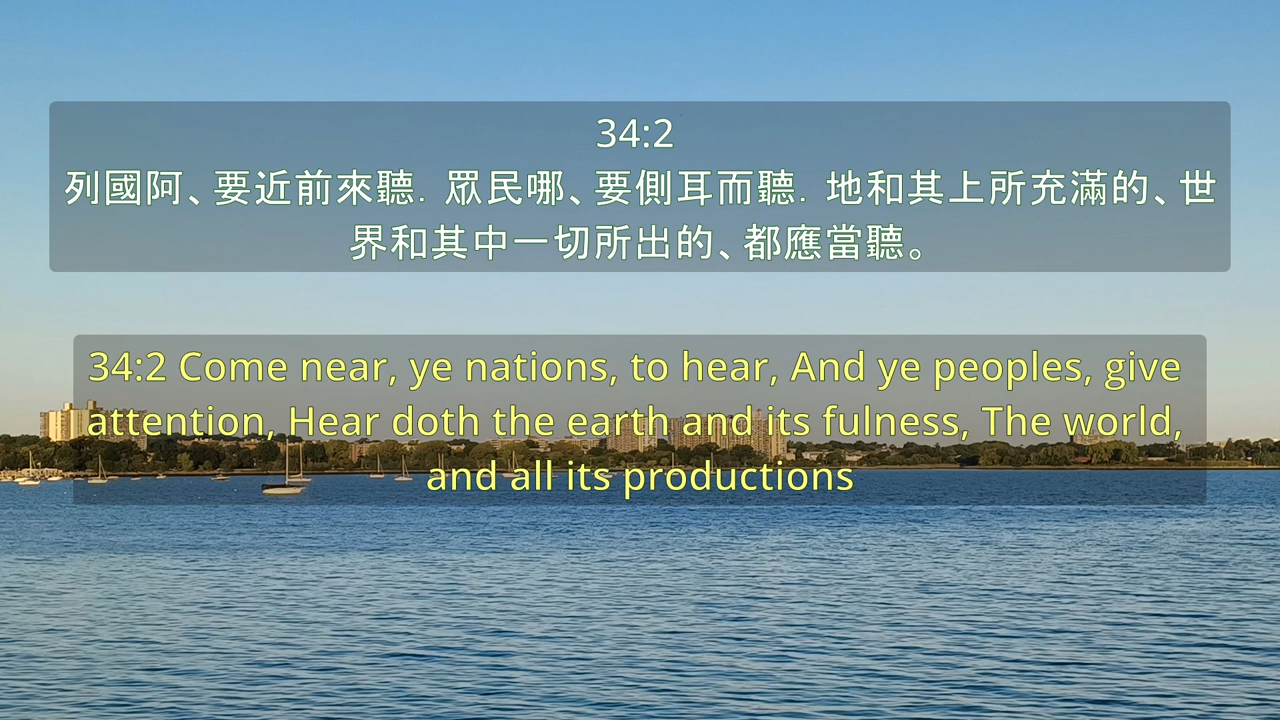 34:2
列國阿、要近前來聽．眾民哪、要側耳而聽．地和其上所充滿的、世
界和其中一切所出的、都應當聽。
34:2 Come near, ye nations, to hear, And ye peoples, give
attention, Hear doth the earth and its fulness, The world,
and all its productions